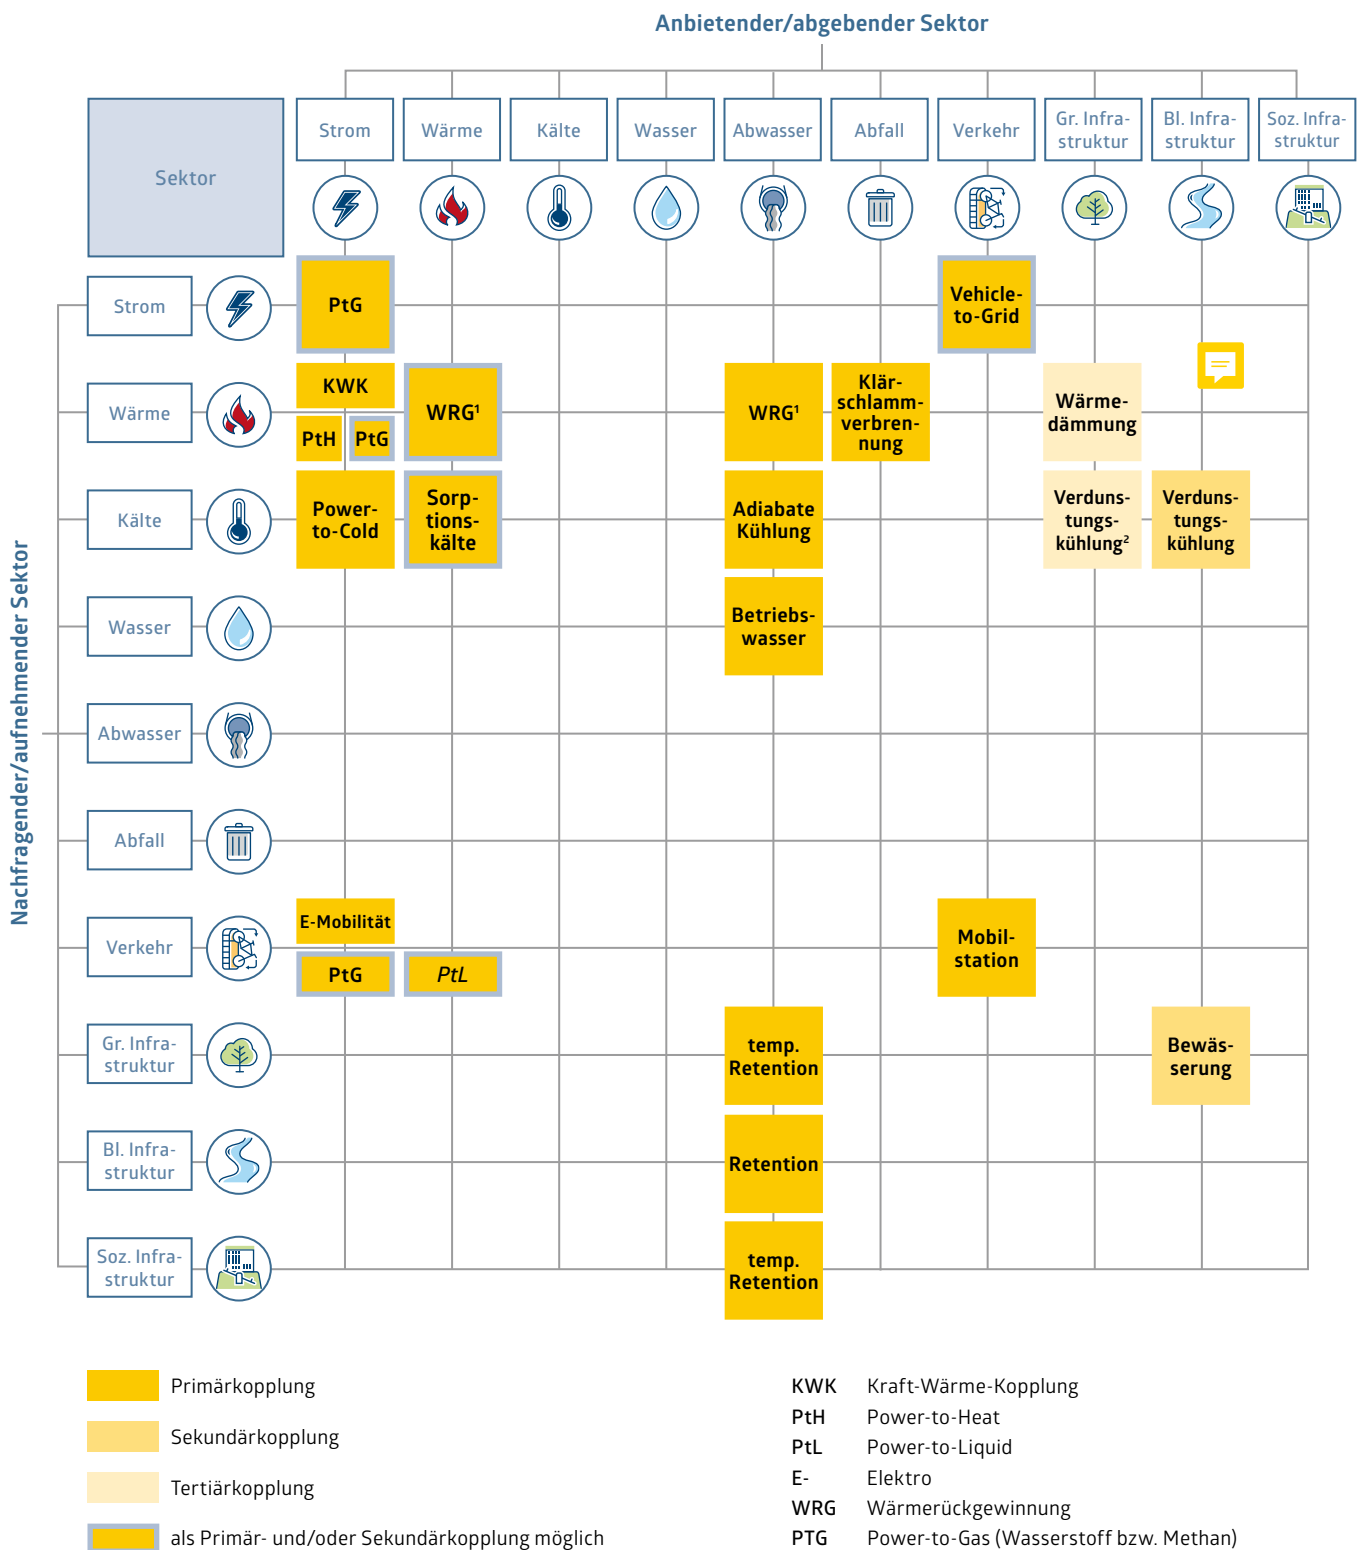 Anbietender/abgebender Sektor
Sektor
Strom
Wärme
Kälte
Wasser
Abwasser
Abfall
Verkehr
Gr. Infra-
struktur
Bl. Infra-
struktur
Soz. Infra-
struktur
Nachfragender/aufnehmender Sektor
Strom
PtG
Vehicle-
to-Grid
Wärme
KWK
PtH
PtG
WRG¹
WRG¹
Klär-
schlamm-
verbren-
nung
Wärme-
dämmung
Kälte
Power-
to-Cold
Sorp-
tions-
kälte
Adiabate
Kühlung
Verduns-
tungs-
kühlung²
Verduns-
tungs-
kühlung
Wasser
Betriebs-
wasser
Abwasser
Abfall
Verkehr
E-Mobilität
PtG
PtL
Mobil-
station
Gr. Infra-
struktur
temp.
Retention
Bewäs-
serung
Bl. Infra-
struktur
Retention
Soz. Infra-
struktur
temp.
Retention
Primärkopplung
Sekundärkopplung
Tertiärkopplung
als Primär- und/oder Sekundärkopplung möglich
KWK Kraft-Wärme-Kopplung
PtH Power-to-Heat
PtL Power-to-Liquid
E- Elektro
WRG Wärmerückgewinnung
PTG Power-to-Gas (Wasserstoff bzw. Methan)